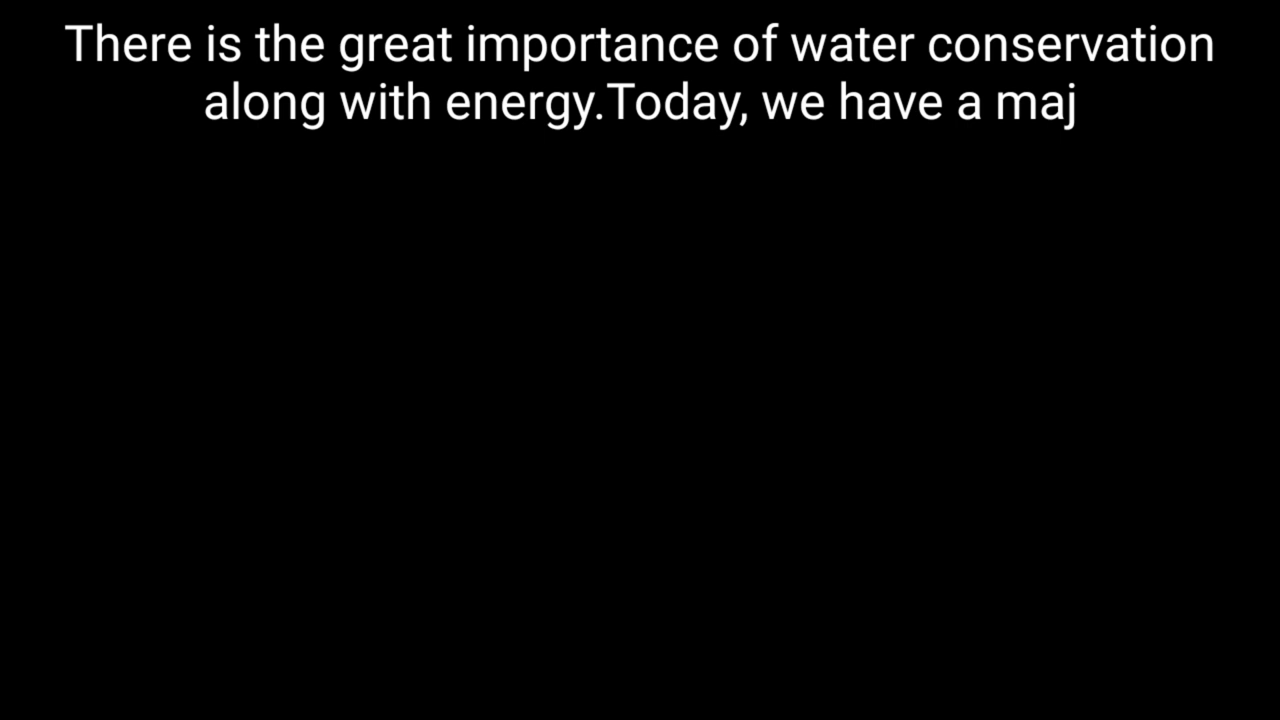 There is the great importance of water conservation
along with energy.Today, we have a maj